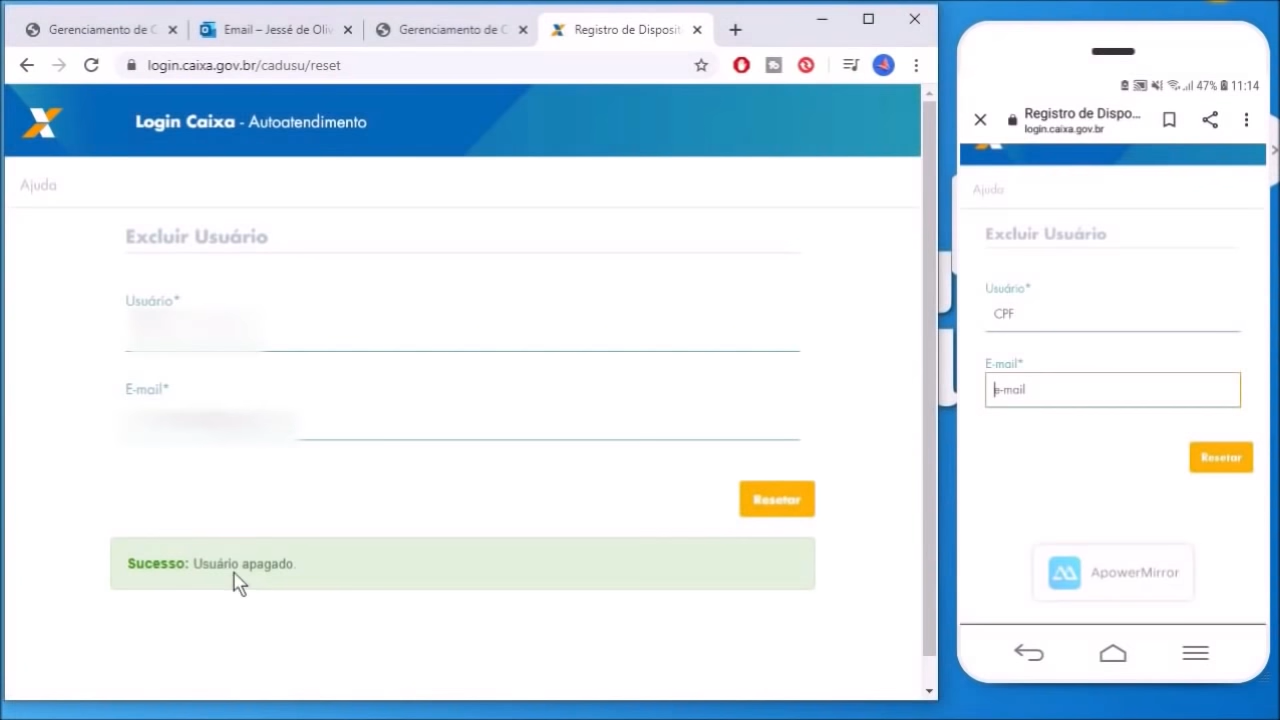 Gerenciamento de C
Email – Jessé de Oliv
Gerenciamento de C
Registro de Disposit
login.caixa.gov.br/cadusu/reset
Login Caixa - Autoatendimento
Ajuda
Excluir Usuário
Usuário*
E-mail*
Resetar
Sucesso: Usuário apagado.
47% 11:14
Registro de Dispo...
login.caixa.gov.br
Ajuda
Excluir Usuário
Usuário*
CPF
E-mail*
e-mail
Resetar
ApowerMirror